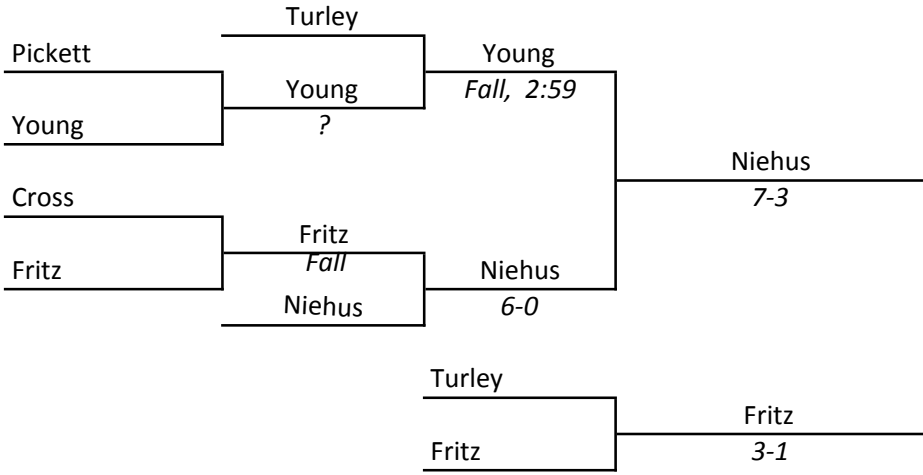 Turley
Pickett
Young
Fall, 2:59
Young
?
Young
Niehus
7-3
Cross
Fritz
Fall
Fritz
Niehus
6-0
Niehus
Turley
Fritz
3-1
Fritz